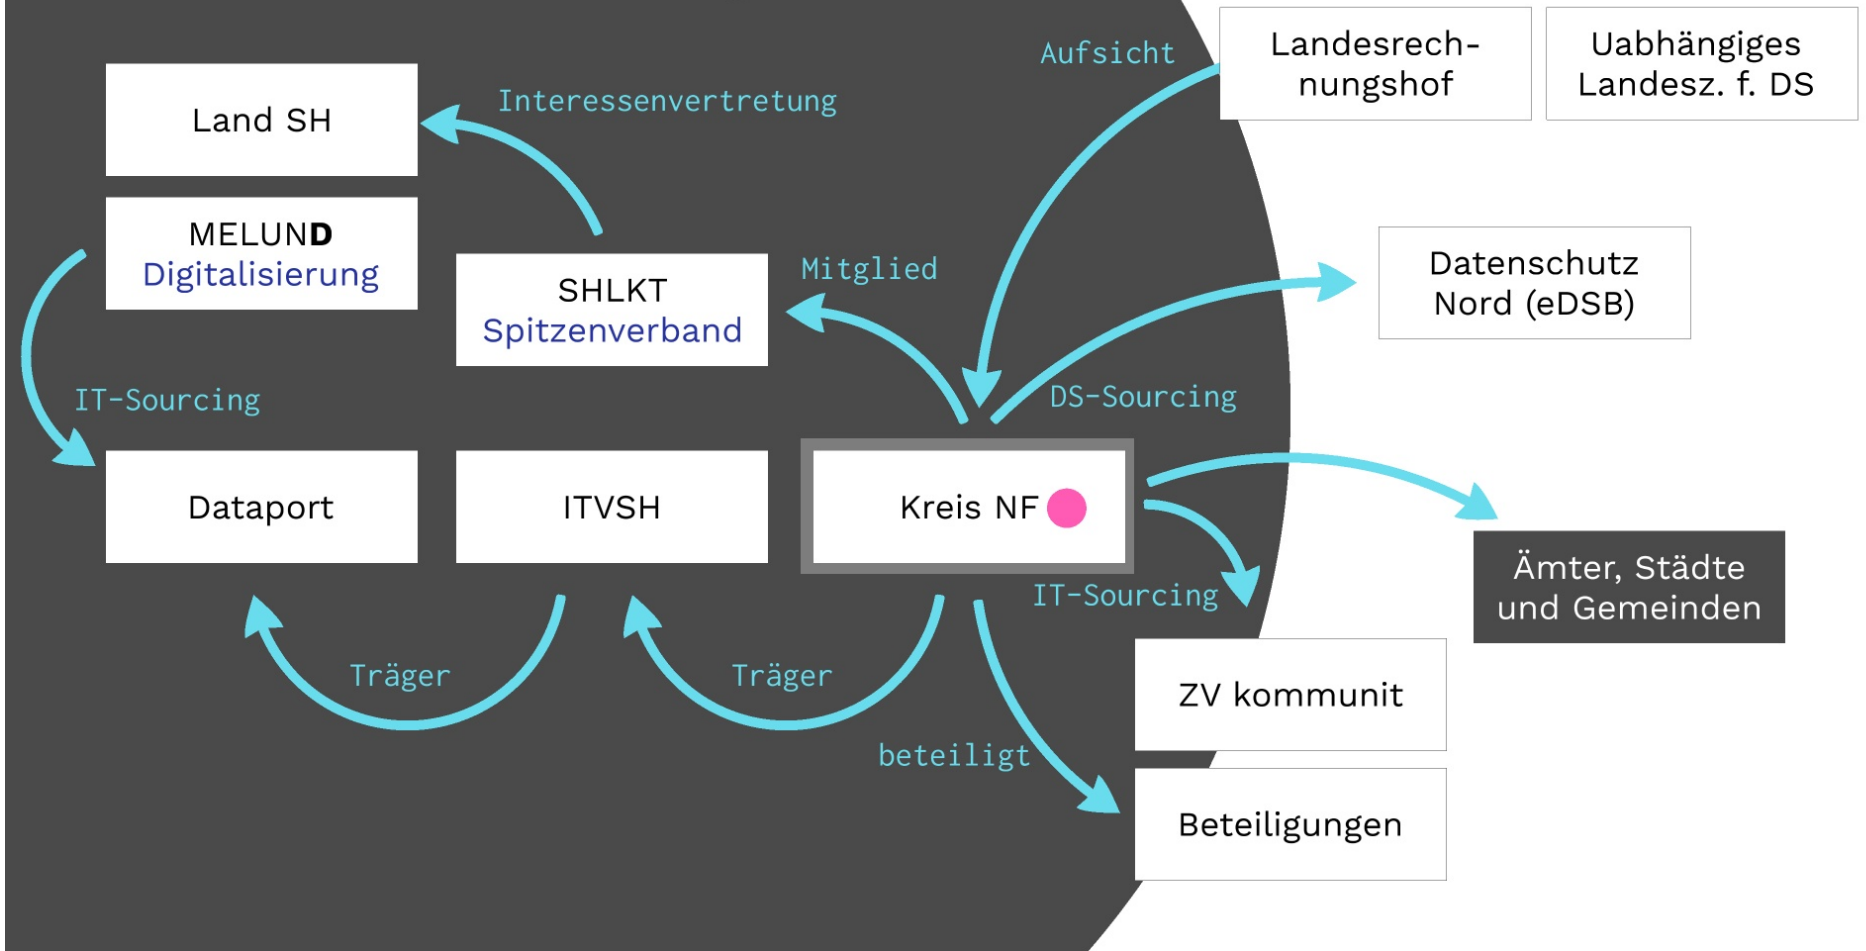 Landesrech-
nungshof
Uabhängiges
Landesz. f. DS
Aufsicht
Interessenvertretung
Land SH
MELUND
Digitalisierung
SHLKT
Spitzenverband
Mitglied
Datenschutz
Nord (eDSB)
IT-Sourcing
DS-Sourcing
Dataport
ITVSH
Kreis NF
Ämter, Städte
und Gemeinden
IT-Sourcing
Träger
Träger
ZV kommunit
beteiligt
Beteiligungen